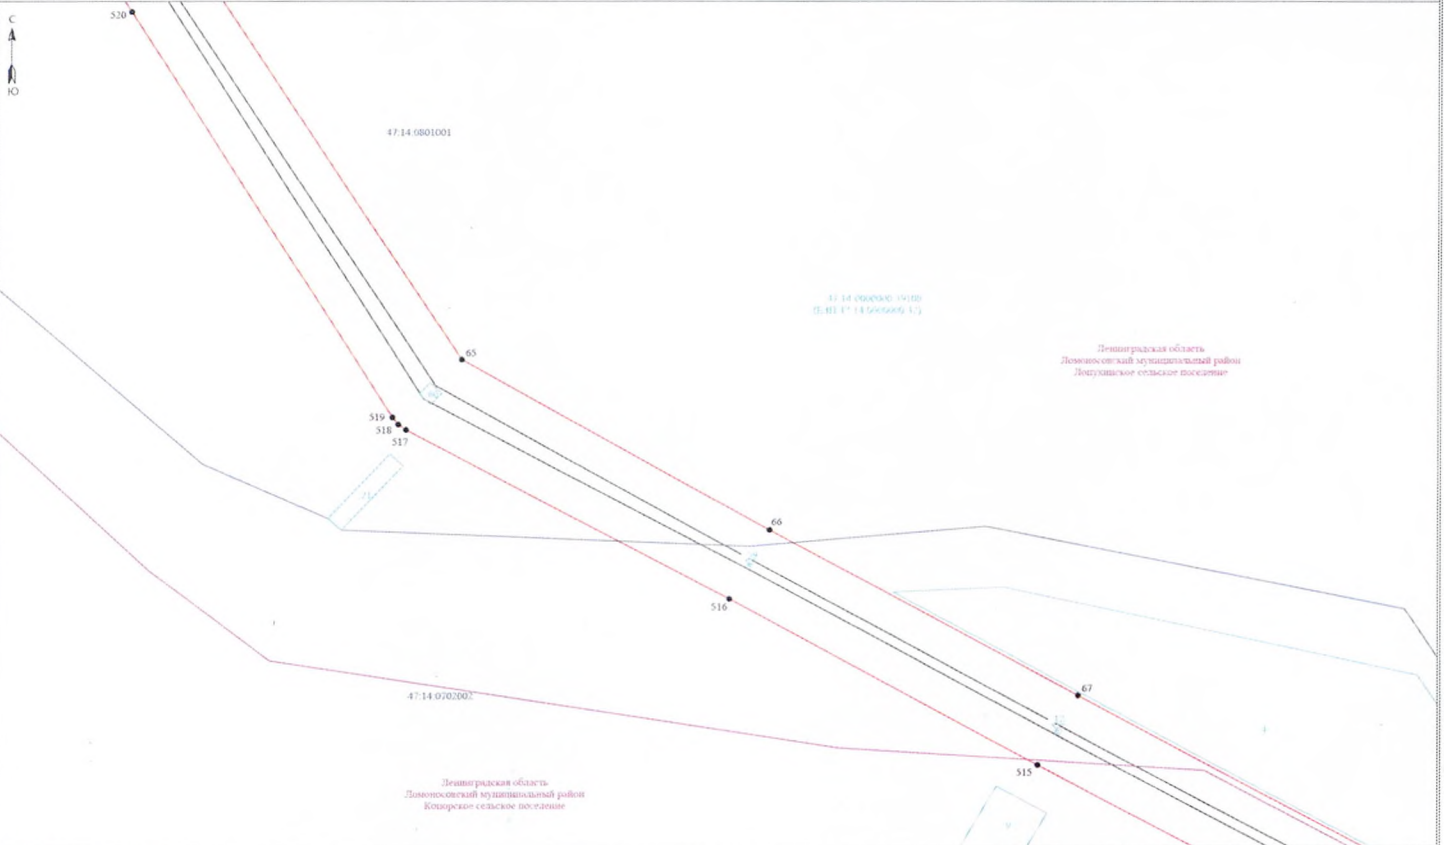 520
С
Ю
47:14:0801001
65
Ленинградская область
Ломоносовский муниципальный район
Лопухинское сельское поселение
519
518
517
66
516
67
47:14:0702002
515
Ленинградская область
Ломоносовский муниципальный район
Копорское сельское поселение